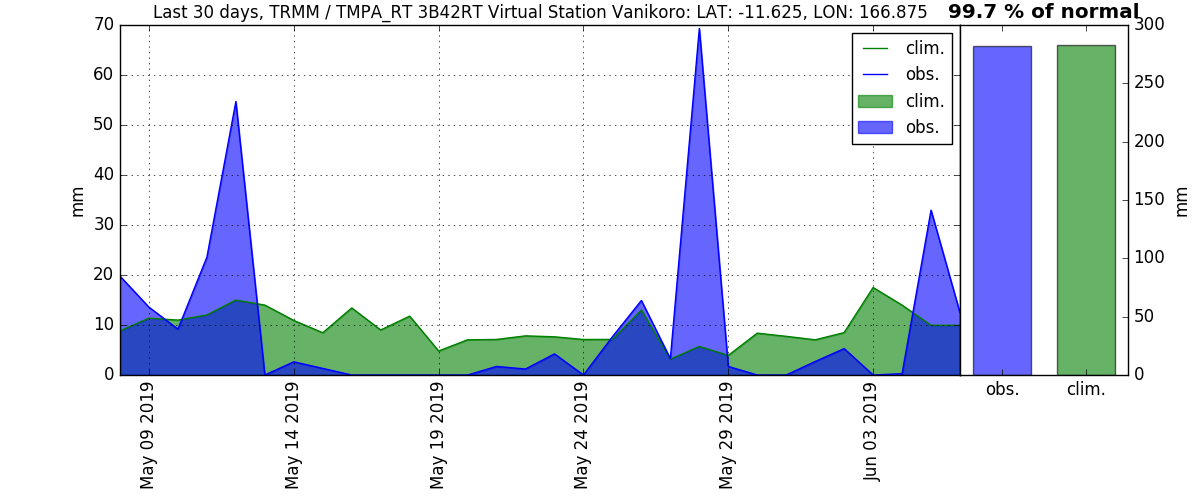 Last 30 days, TRMM / TMPA_RT 3B42RT Virtual Station Vanikoro: LAT: -11.625, LON: 166.875
99.7 % of normal
70
60
50
40
30
20
10
0
mm
May 09 2019
May 14 2019
May 19 2019
May 24 2019
May 29 2019
Jun 03 2019
clim.
obs.
clim.
obs.
300
250
200
150
100
50
0
mm
obs.
clim.